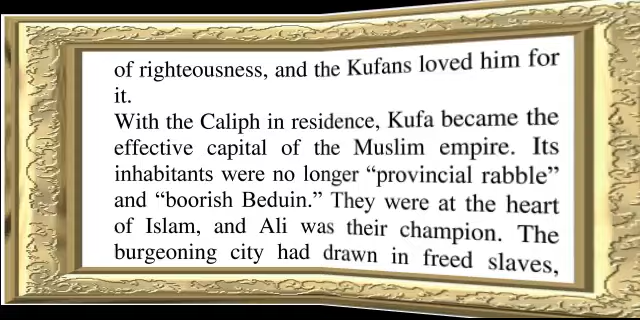 of righteousness, and the Kufans loved him for
it.
With the Caliph in residence, Kufa became the
effective capital of the Muslim empire. Its
inhabitants were no longer “provincial rabble”
and “boorish Beduin.” They were at the heart
of Islam, and Ali was their champion. The
burgeoning city had drawn in freed slaves,